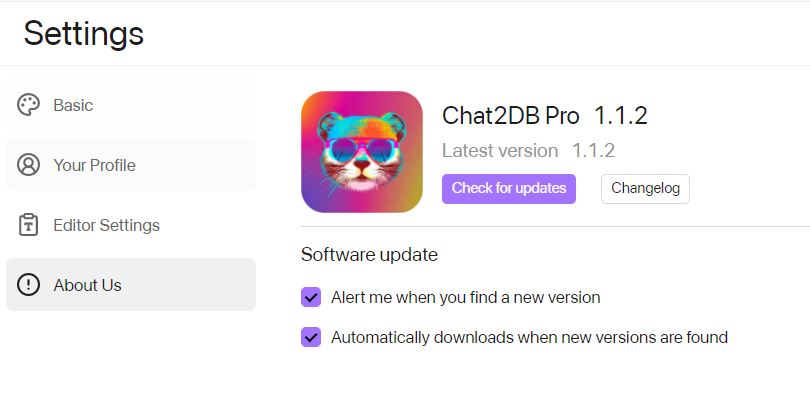 Settings
Basic
Your Profile
Editor Settings
About Us
Chat2DB Pro 1.1.2
Latest version 1.1.2
Check for updates
Changelog
Software update
Alert me when you find a new version
Automatically downloads when new versions are found